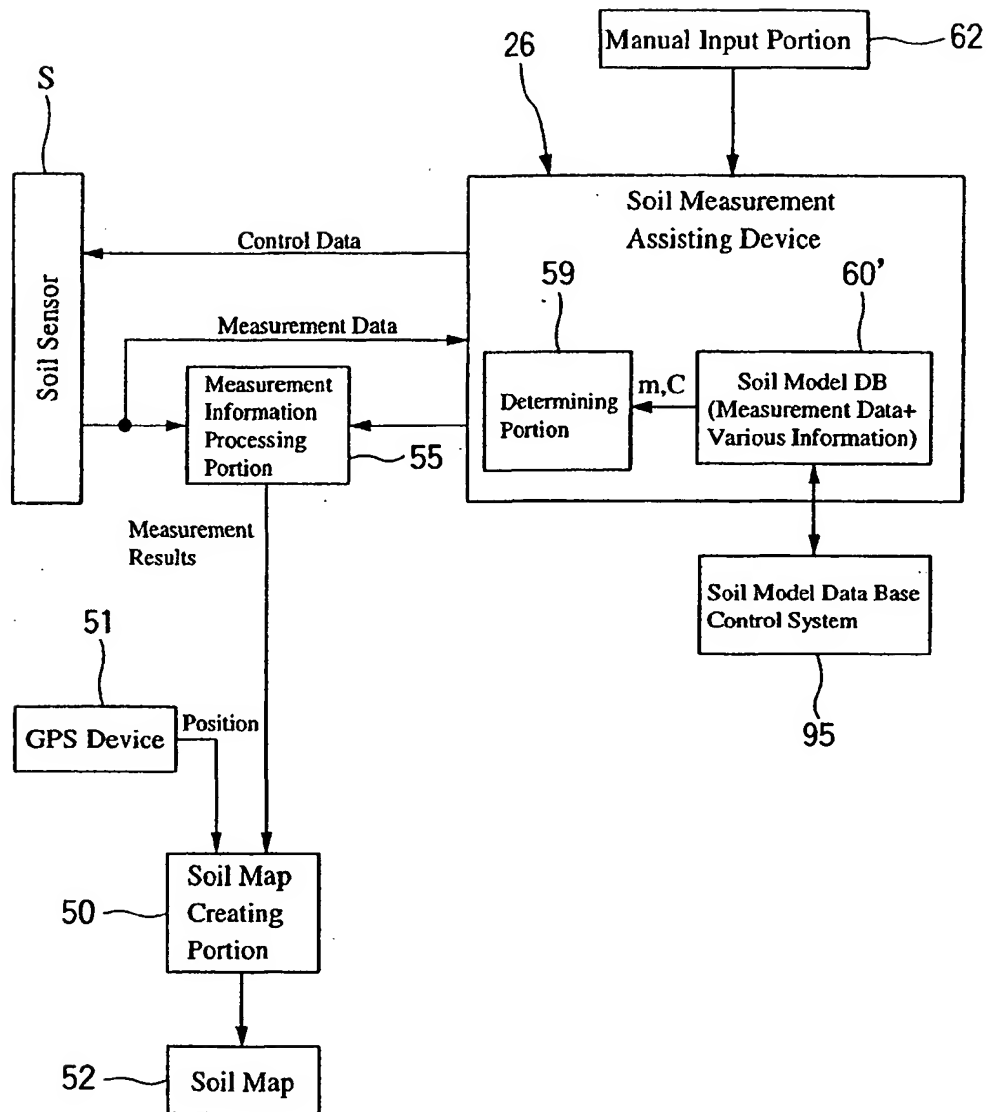 Manual Input Portion
62
26
S
Soil Measurement
Assisting Device
Control Data
59
60’
Soil Sensor
Measurement Data
Measurement
Information
Processing
Portion
55
Determining
Portion
m,C
Soil Model DB
(Measurement Data+
Various Information)
Measurement
Results
Soil Model Data Base
Control System
95
51
GPS Device
Position
50
Soil Map
Creating
Portion
52
Soil Map